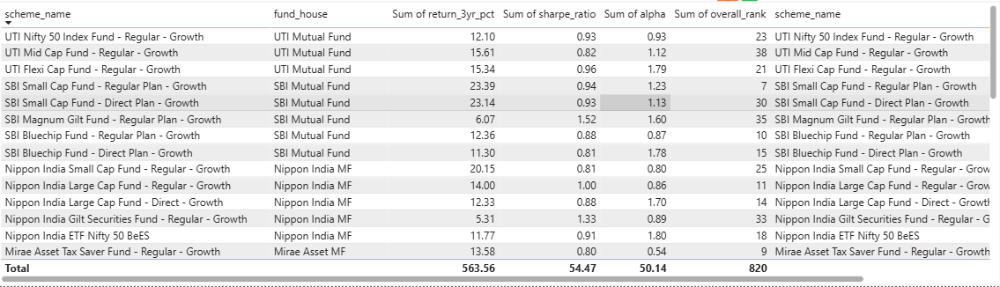 scheme_name fund_house Sum of return_3yr_pct Sum of sharpe_ratio Sum of alpha Sum of overall_rank scheme_name
UTI Nifty 50 Index Fund - Regular - Growth UTI Mutual Fund 12.10 0.93 0.93 23 UTI Nifty 50 Index Fund - Regular - Growth
UTI Mid Cap Fund - Regular - Growth UTI Mutual Fund 15.61 0.82 1.12 38 UTI Mid Cap Fund - Regular - Growth
UTI Flexi Cap Fund - Regular - Growth UTI Mutual Fund 15.34 0.96 1.79 21 UTI Flexi Cap Fund - Regular - Growth
SBI Small Cap Fund - Regular Plan - Growth SBI Mutual Fund 23.39 0.94 1.23 7 SBI Small Cap Fund - Regular Plan - Growth
SBI Small Cap Fund - Direct Plan - Growth SBI Mutual Fund 23.14 0.93 1.13 30 SBI Small Cap Fund - Direct Plan - Growth
SBI Magnum Gilt Fund - Regular Plan - Growth SBI Mutual Fund 6.07 1.52 1.60 35 SBI Magnum Gilt Fund - Regular Plan - Growth
SBI Bluechip Fund - Regular Plan - Growth SBI Mutual Fund 12.36 0.88 0.87 10 SBI Bluechip Fund - Regular Plan - Growth
SBI Bluechip Fund - Direct Plan - Growth SBI Mutual Fund 11.30 0.81 1.78 15 SBI Bluechip Fund - Direct Plan - Growth
Nippon India Small Cap Fund - Regular - Growth Nippon India MF 20.15 0.81 0.80 25 Nippon India Small Cap Fund - Regular - Grow
Nippon India Large Cap Fund - Regular - Growth Nippon India MF 14.00 1.00 0.86 11 Nippon India Large Cap Fund - Regular - Grow
Nippon India Large Cap Fund - Direct - Growth Nippon India MF 12.33 0.88 1.70 14 Nippon India Large Cap Fund - Direct - Growth
Nippon India Gilt Securities Fund - Regular - Growth Nippon India MF 5.31 1.33 0.89 33 Nippon India Gilt Securities Fund - Regular - G
Nippon India ETF Nifty 50 BeES Nippon India MF 11.77 0.91 1.80 18 Nippon India ETF Nifty 50 BeES
Mirae Asset Tax Saver Fund - Regular - Growth Mirae Asset MF 13.58 0.80 0.54 9 Mirae Asset Tax Saver Fund - Regular - Growth
Total 563.56 54.47 50.14 820